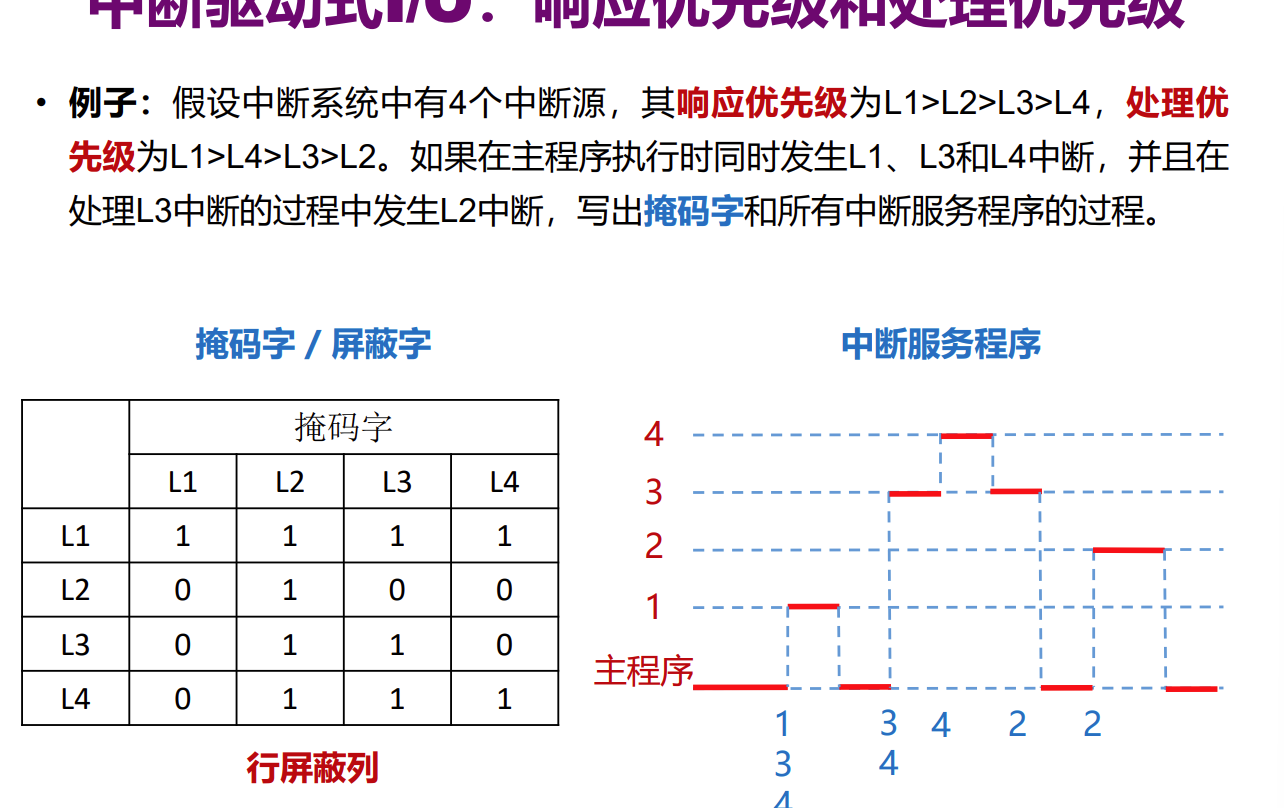 中断驱动式I/O：响应优先级和处理优先级
• 例子：假设中断系统中有4个中断源，其响应优先级为L1>L2>L3>L4，处理优
先级为L1>L4>L3>L2。如果在主程序执行时同时发生L1、L3和L4中断，并且在
处理L3中断的过程中发生L2中断，写出掩码字和所有中断服务程序的过程。
掩码字 / 屏蔽字
掩码字
L1 L2 L3 L4
L1 1 1 1 1
L2 0 1 0 0
L3 0 1 1 0
L4 0 1 1 1
行屏蔽列
中断服务程序
4
3
2
1
主程序
1 3 4 2 2
3 4
4